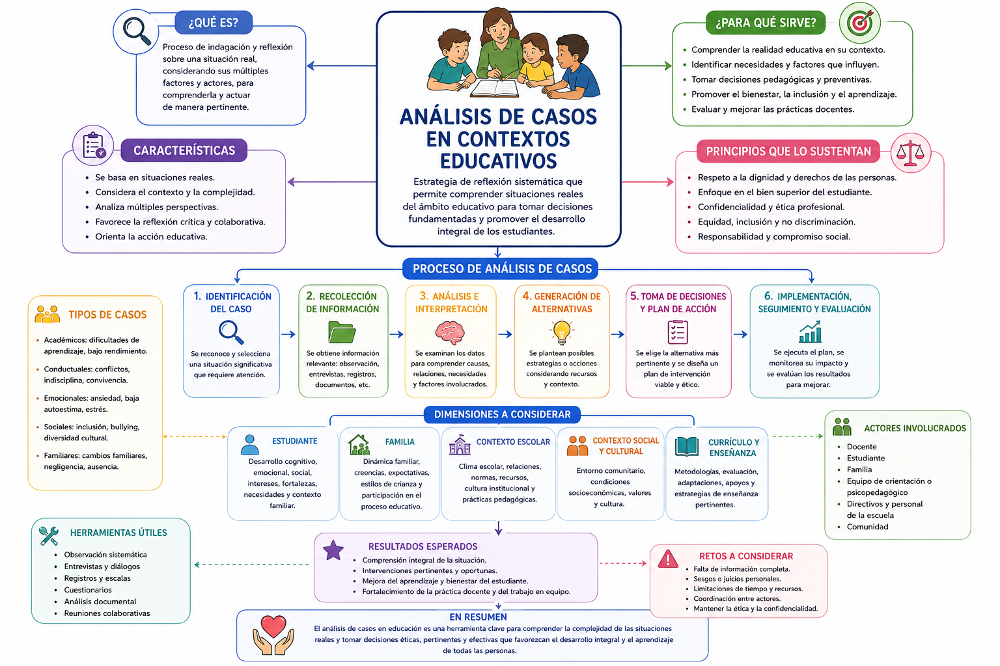 ¿QUÉ ES?
Proceso de indagación y reflexión
sobre una situación real,
considerando sus múltiples
factores y actores, para
comprenderla y actuar
de manera pertinente.
CARACTERÍSTICAS
• Se basa en situaciones reales.
• Considera el contexto y la complejidad.
• Analiza múltiples perspectivas.
• Favorece la reflexión crítica y colaborativa.
• Orienta la acción educativa.
ANÁLISIS DE CASOS
EN CONTEXTOS
EDUCATIVOS
Estrategia de reflexión sistemática que
permite comprender situaciones reales
del ámbito educativo para tomar decisiones
fundamentadas y promover el desarrollo
integral de los estudiantes.
¿PARA QUÉ SIRVE?
• Comprender la realidad educativa en su contexto.
• Identificar necesidades y factores que influyen.
• Tomar decisiones pedagógicas y preventivas.
• Promover el bienestar, la inclusión y el aprendizaje.
• Evaluar y mejorar las prácticas docentes.
PRINCIPIOS QUE LO SUSTENTAN
• Respeto a la dignidad y derechos de las personas.
• Enfoque en el bien superior del estudiante.
• Confidencialidad y ética profesional.
• Equidad, inclusión y no discriminación.
• Responsabilidad y compromiso social.
PROCESO DE ANÁLISIS DE CASOS
1. IDENTIFICACIÓN
DEL CASO
Se reconoce y selecciona
una situación significativa
que requiere atención.
2. RECOLECCIÓN
DE INFORMACIÓN
Se obtiene información
relevante: observación,
entrevistas, registros,
documentos, etc.
3. ANÁLISIS E
INTERPRETACIÓN
Se examinan los datos
para comprender causas,
relaciones, necesidades
y factores involucrados.
4. GENERACIÓN DE
ALTERNATIVAS
Se plantean posibles
estrategias o acciones
considerando recursos
y contexto.
5. TOMA DE DECISIONES
Y PLAN DE ACCIÓN
Se elige la alternativa más
pertinente y se diseña un
plan de intervención
viable y ético.
6. IMPLEMENTACIÓN,
SEGUIMIENTO Y EVALUACIÓN
Se ejecuta el plan, se
monitorea su impacto y
se evalúan los resultados
para mejorar.
TIPOS DE CASOS
• Académicos: dificultades de
aprendizaje, bajo rendimiento.
• Conductuales: conflictos,
indisciplina, convivencia.
• Emocionales: ansiedad, baja
autoestima, estrés.
• Sociales: inclusión, bullying,
diversidad cultural.
• Familiares: cambios familiares,
negligencia, ausencia.
DIMENSIONES A CONSIDERAR
ESTUDIANTE
Desarrollo cognitivo,
emocional, social,
intereses, fortalezas,
necesidades y contexto
familiar.
FAMILIA
Dinámica familiar,
creencias, expectativas,
estilos de crianza y
participación en el
proceso educativo.
CONTEXTO ESCOLAR
Clima escolar, relaciones,
normas, recursos,
cultura institucional y
prácticas pedagógicas.
CONTEXTO SOCIAL
Y CULTURAL
Entorno comunitario,
condiciones
socioeconómicas, valores
y cultura.
CURRÍCULO Y
ENSEÑANZA
Metodologías, evaluación,
adaptaciones, apoyos y
estrategias de enseñanza
pertinentes.
ACTORES INVOLUCRADOS
• Docente
• Estudiante
• Familia
• Equipo de orientación o
psicopedagógico
• Directivos y personal
de la escuela
• Comunidad
HERRAMIENTAS ÚTILES
• Observación sistemática
• Entrevistas y diálogos
• Registros y escalas
• Cuestionarios
• Análisis documental
• Reuniones colaborativas
RESULTADOS ESPERADOS
• Comprensión integral de la situación.
• Intervenciones pertinentes y oportunas.
• Mejora del aprendizaje y bienestar del estudiante.
• Fortalecimiento de la práctica docente y del trabajo en equipo.
RETOS A CONSIDERAR
• Falta de información completa.
• Sesgos o juicios personales.
• Limitaciones de tiempo y recursos.
• Coordinación entre actores.
• Mantener la ética y la confidencialidad.
EN RESUMEN
El análisis de casos en educación es una herramienta clave para comprender la complejidad de las situaciones
reales y tomar decisiones éticas, pertinentes y efectivas que favorezcan el desarrollo integral y el aprendizaje
de todas las personas.